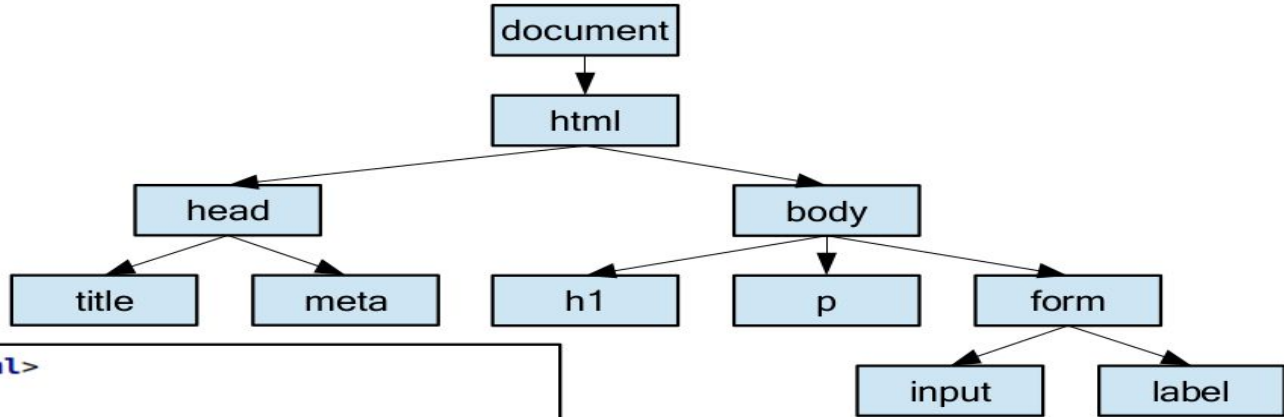 document
html
head body
title meta h1 p form
l>
input label